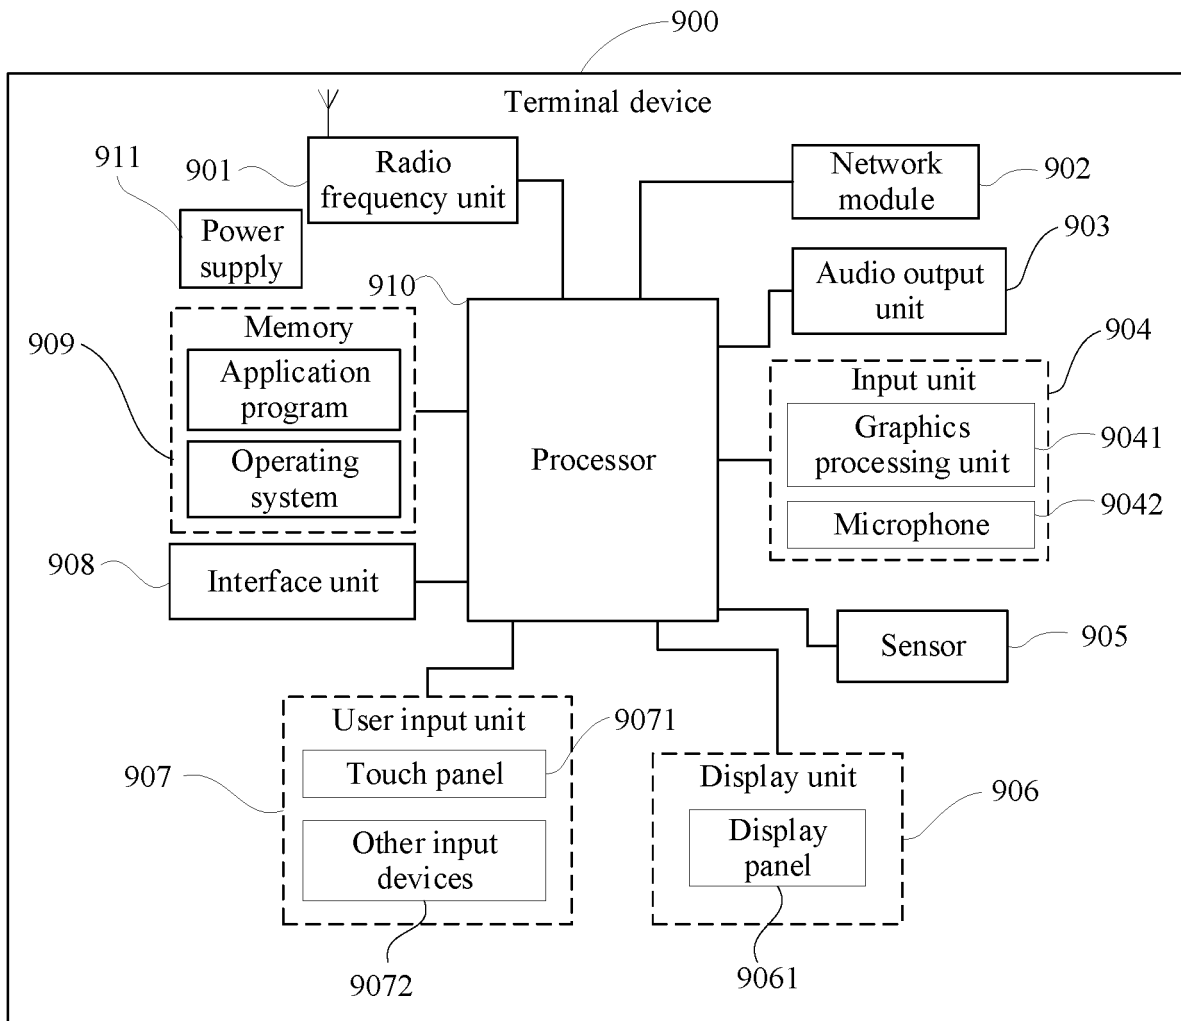 900
Terminal device
911
901
Radio
frequency unit
Network
module
902
Power
supply
903
Audio output
unit
910
Memory
909
Application
program
Operating
system
904
Input unit
Graphics
processing unit
9041
Processor
Microphone
9042
908
Interface unit
Sensor
905
User input unit
9071
907
Touch panel
Other input
devices
9072
Display unit
906
Display
panel
9061